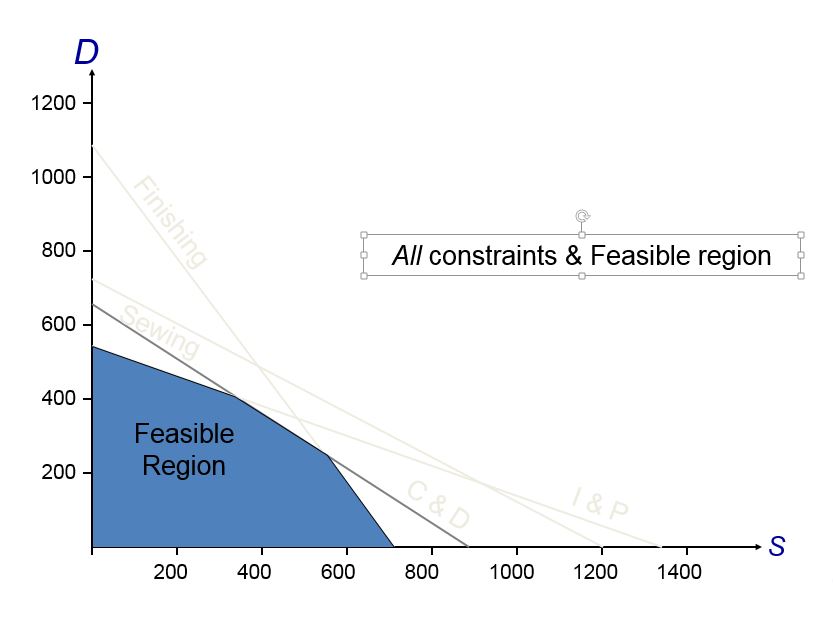 D
1200
1000
800
600
400
200
Finishing
All constraints & Feasible region
Sewing
Feasible
Region
C & D
I & P
S
200 400 600 800 1000 1200 1400